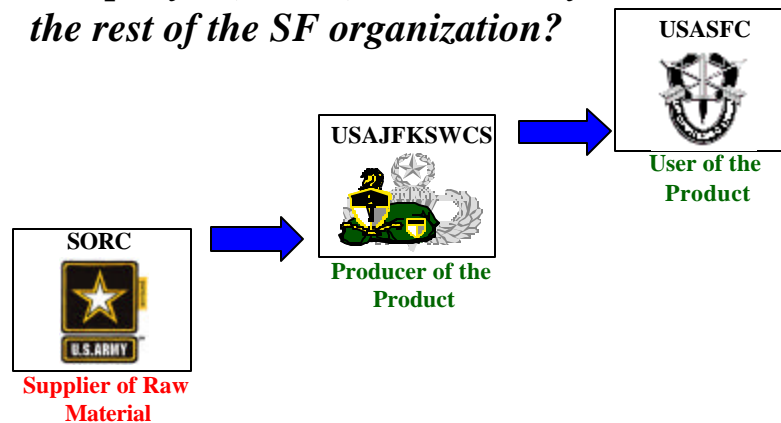 the rest of the SF organization?
USASFC
User of the
Product
USAJFKSWCS
Producer of the
Product
SORC
U.S.ARMY
Supplier of Raw
Material